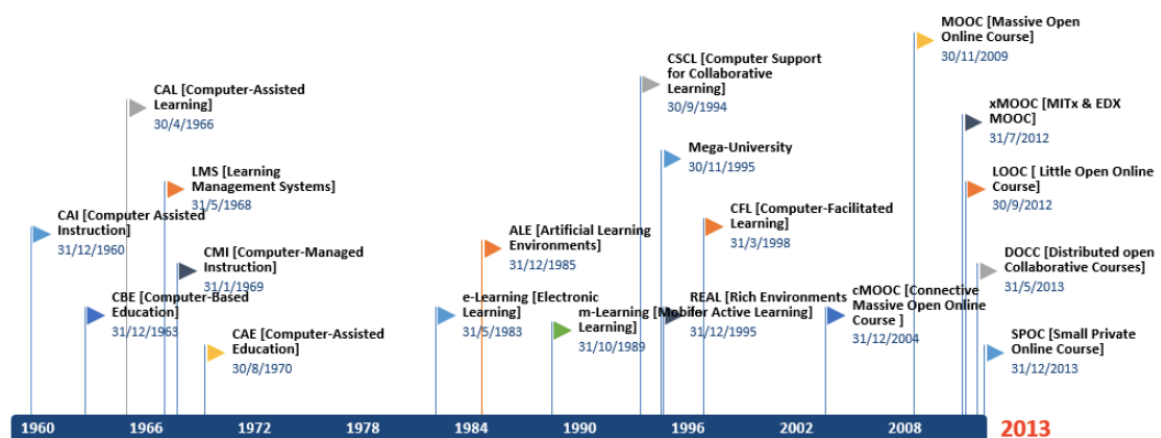 MOOC [Massive Open
Online Course]
30/11/2009
CSCL [Computer Support
for Collaborative
Learning]
30/9/1994
CAL [Computer-Assisted
Learning]
30/4/1966
xMOOC [MITx & EDX
MOOC]
31/7/2012
Mega-University
30/11/1995
LMS [Learning
Management Systems]
31/5/1968
LOOC [ Little Open Online
Course]
30/9/2012
CAI [Computer Assisted
Instruction]
31/12/1960
CFL [Computer-Facilitated
Learning]
31/3/1998
ALE [Artificial Learning
Environments]
31/12/1985
CMI [Computer-Managed
Instruction]
31/1/1969
DOCC [Distributed open
Collaborative Courses]
31/5/2013
CBE [Computer-Based
Education]
31/12/1963
e-Learning [Electronic
Learning]
31/5/1983
m-Learning [Mobile
Learning]
31/10/1989
REAL [Rich Environments
for Active Learning]
31/12/1995
cMOOC [Connective
Massive Open Online
Course ]
31/12/2004
CAE [Computer-Assisted
Education]
30/8/1970
SPOC [Small Private
Online Course]
31/12/2013
1960 1966 1972 1978 1984 1990 1996 2002 2008 2013